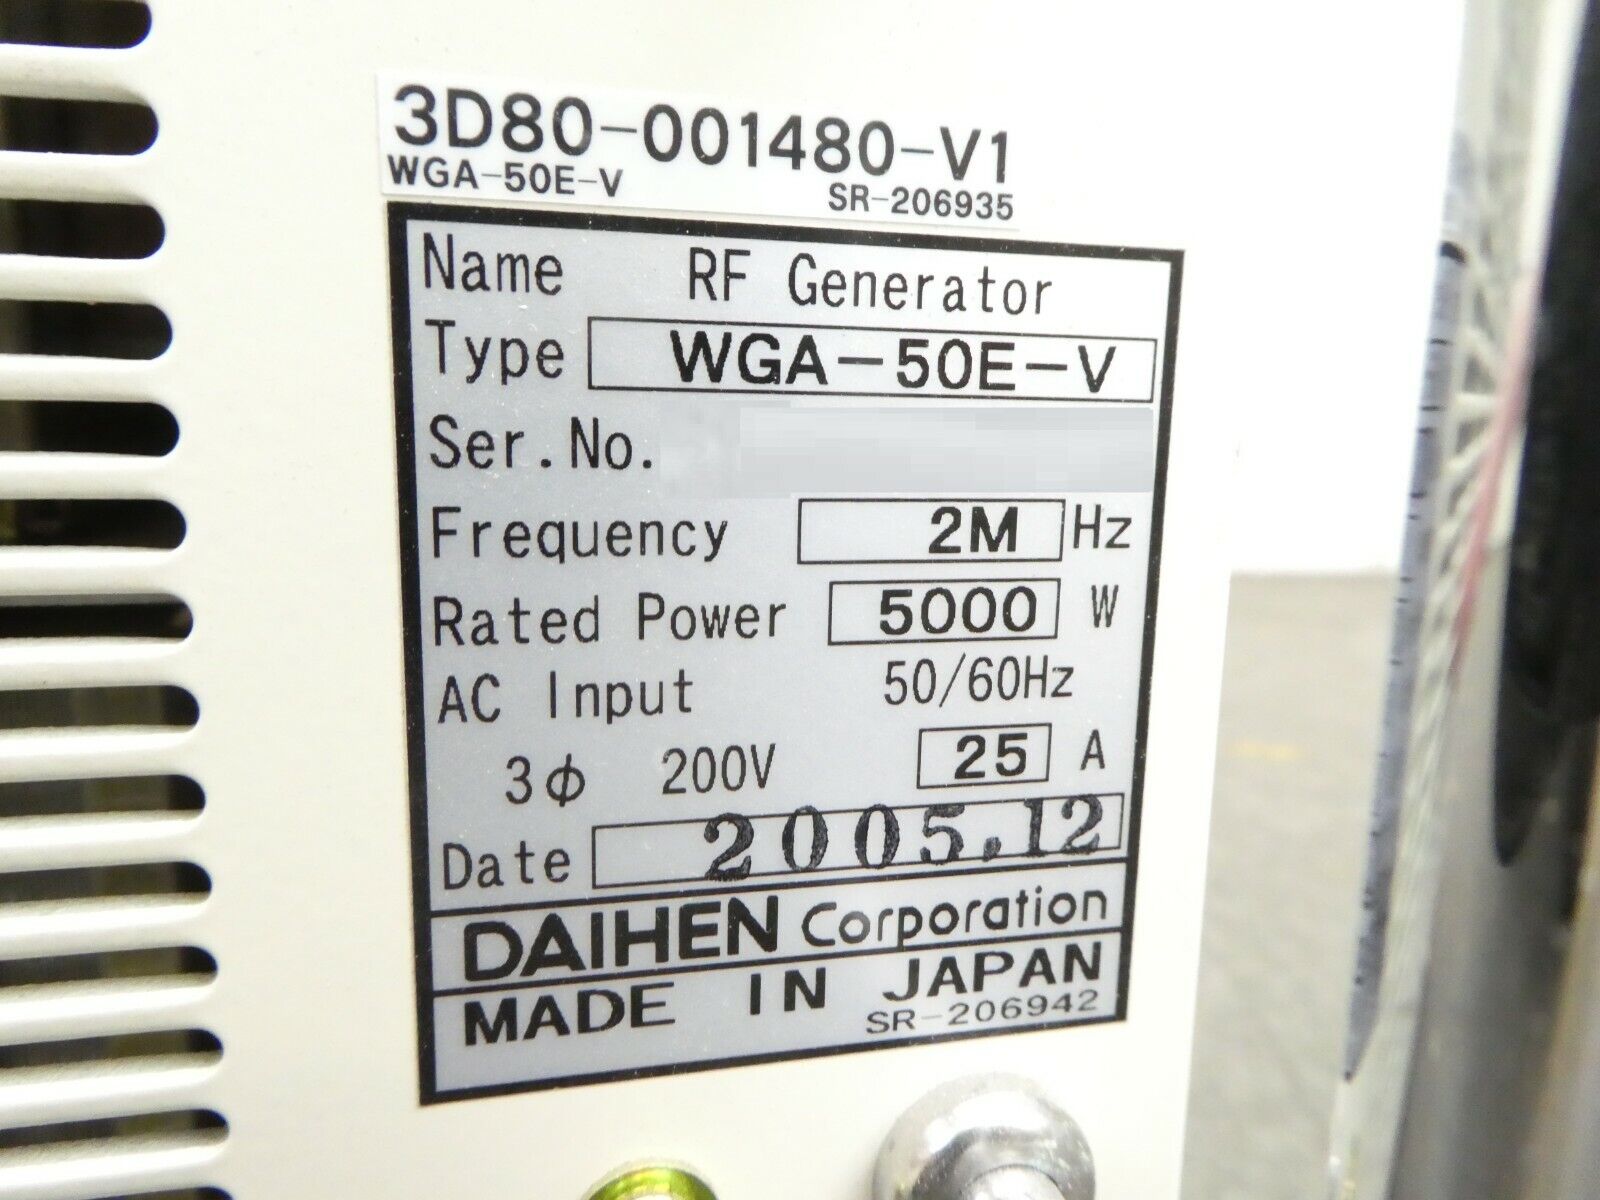 3D80-001480-V1
WGA-50E-V SR-206935
Name RF Generator
Type WGA-50E-V
Ser.No.
Frequency 2M Hz
Rated Power 5000 W
AC Input 50/60Hz
3φ 200V 25 A
Date 2005.12
DAIHEN Corporation
MADE IN JAPAN
SR-206942